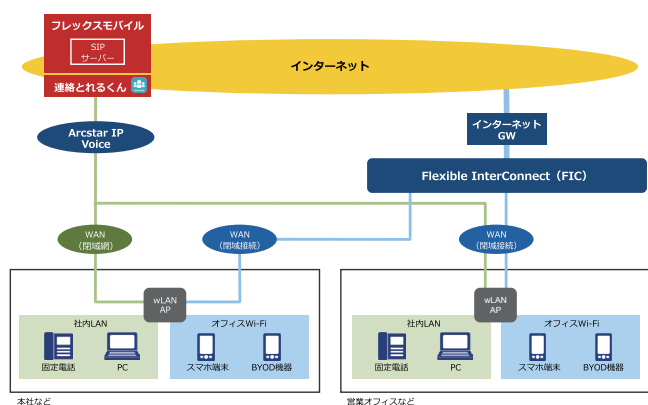 フレックスモバイル
SIP
サーバー
連絡とれるくん
インターネット
Arcstar IP
Voice
インターネット
GW
Flexible InterConnect（FIC）
WAN
（閉域網）
WAN
（閉域接続）
WAN
（閉域接続）
wLAN
AP
社内LAN
オフィスWi-Fi
固定電話
PC
スマホ端末
BYOD機器
本社など
wLAN
AP
社内LAN
オフィスWi-Fi
固定電話
PC
スマホ端末
BYOD機器
営業オフィスなど